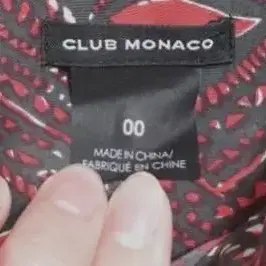 CLUB MONACO
00
MADE IN CHINA/
FABRIQUÉ EN CHINE